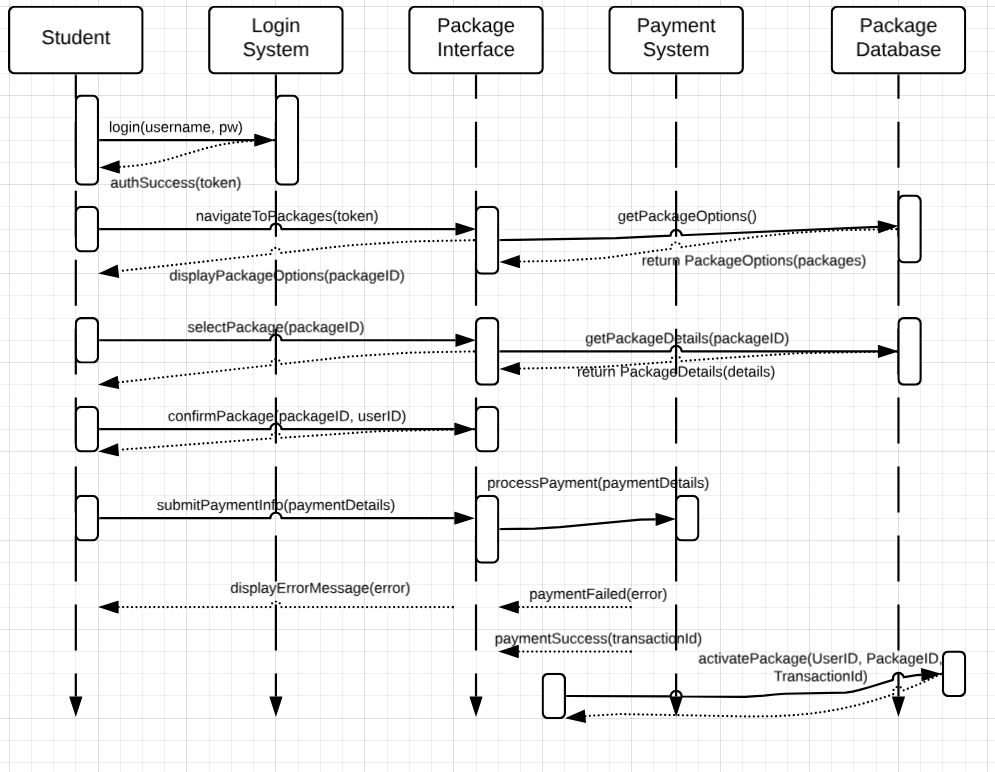 Student
Login
System
Package
Interface
Payment
System
Package
Database
login(username, pw)
authSuccess(token)
navigateToPackages(token)
getPackageOptions()
return PackageOptions(packages)
displayPackageOptions(packageID)
selectPackage(packageID)
getPackageDetails(packageID)
return PackageDetails(details)
confirmPackage(packageID, userID)
processPayment(paymentDetails)
submitPaymentInfo(paymentDetails)
displayErrorMessage(error)
paymentFailed(error)
paymentSuccess(transactionId)
activatePackage(UserID, PackageID,
TransactionId)